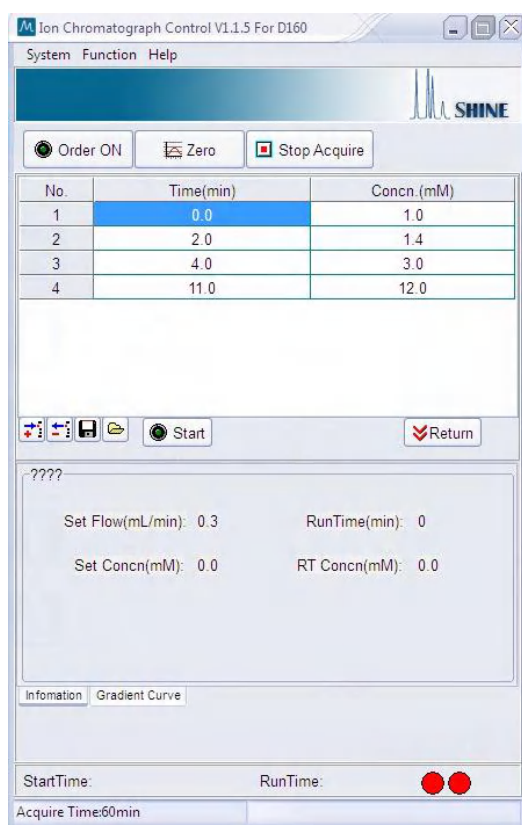 Ion Chromatograph Control V1.1.5 For D160
System Function Help
SHINE
Order ON Zero Stop Acquire
No. Time(min) Concn.(mM)
1 0.0 1.0
2 2.0 1.4
3 4.0 3.0
4 11.0 12.0
Start Return
????
Set Flow(mL/min): 0.3 RunTime(min): 0
Set Concn(mM): 0.0 RT Concn(mM): 0.0
Infomation Gradient Curve
StartTime: RunTime:
Acquire Time:60min